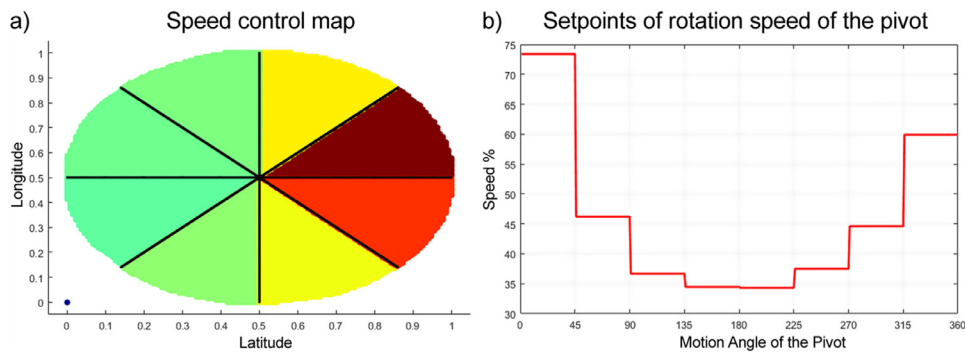 a) Speed control map
1
0.9
0.8
0.7
0.6
0.5
0.4
0.3
0.2
0.1
0
Longitude
0 0.1 0.2 0.3 0.4 0.5 0.6 0.7 0.8 0.9 1
Latitude
b) Setpoints of rotation speed of the pivot
75
70
65
60
55
50
45
40
35
30
Speed %
0 45 90 135 180 225 270 315 360
Motion Angle of the Pivot